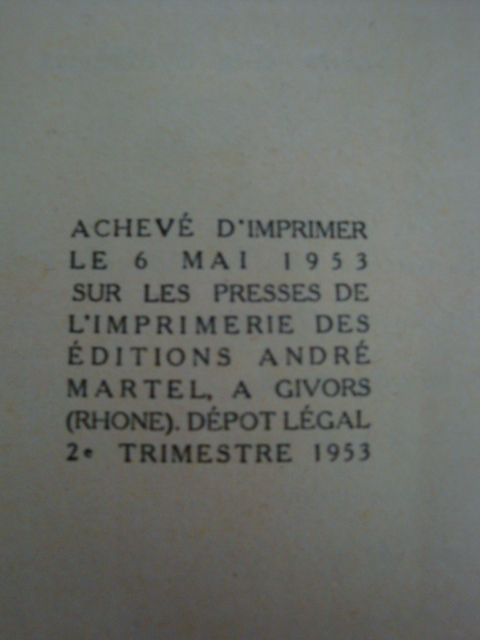 ACHEVÉ D'IMPRIMER
LE 6 MAI 1953
SUR LES PRESSES DE
L'IMPRIMERIE DES
ÉDITIONS ANDRÉ
MARTEL, A GIVORS
(RHONE). DÉPOT LÉGAL
2e TRIMESTRE 1953